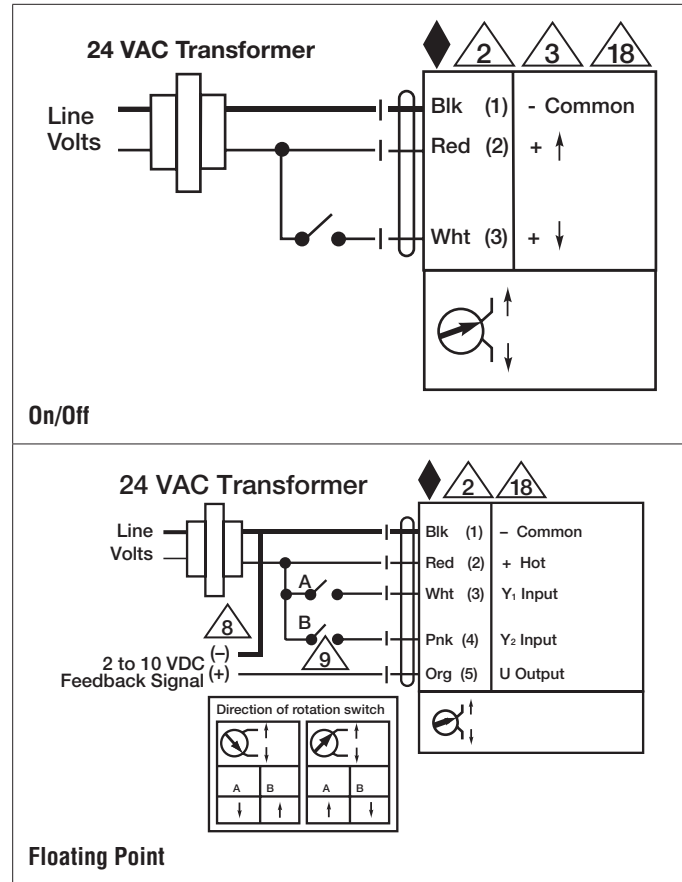 24 VAC Transformer
2 3 18
Line
Volts
Blk (1) - Common
Red (2) + ↑
Wht (3) + ↓
On/Off
24 VAC Transformer
2 18
Line
Volts
Blk (1) – Common
Red (2) + Hot
A
Wht (3) Y₁ Input
8
B
9
Pnk (4) Y₂ Input
2 to 10 VDC (–)
Feedback Signal (+)
Org (5) U Output
Direction of rotation switch
A B A B
↓ ↑ ↑ ↓
Floating Point